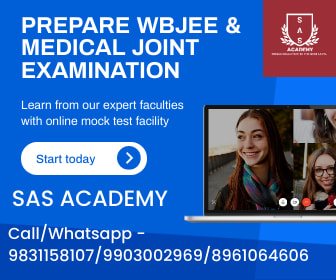 PREPARE WBJEE &
MEDICAL JOINT
EXAMINATION
S A S
ACADEMY
Learn from our expert faculties
with online mock test facility
Start today
SAS ACADEMY
Call/Whatsapp -
9831158107/9903002969/8961064606